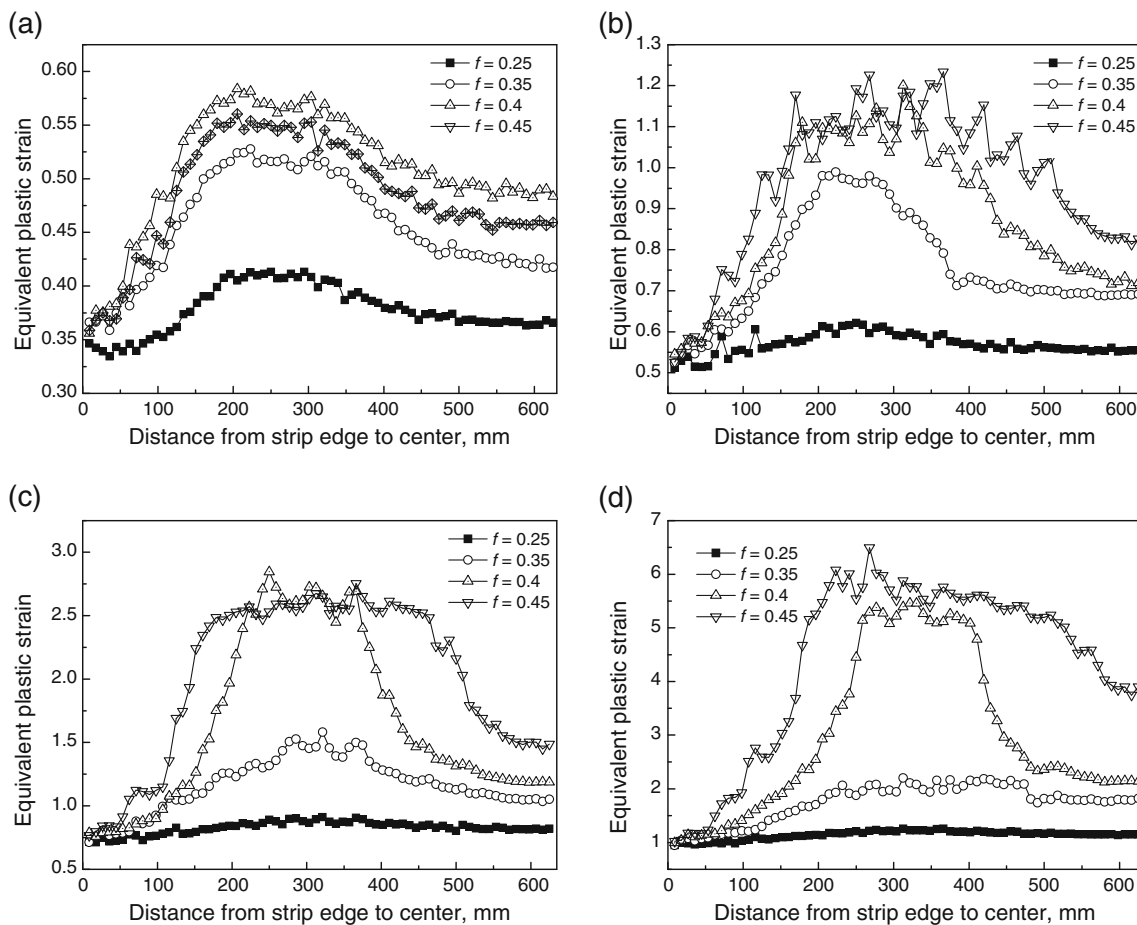 (a)
Equivalent plastic strain
0.60
0.55
0.50
0.45
0.40
0.35
0.30
f = 0.25
f = 0.35
f = 0.4
f = 0.45
0 100 200 300 400 500 600
Distance from strip edge to center, mm
(b)
Equivalent plastic strain
1.3
1.2
1.1
1.0
0.9
0.8
0.7
0.6
0.5
f = 0.25
f = 0.35
f = 0.4
f = 0.45
0 100 200 300 400 500 600
Distance from strip edge to center, mm
(c)
Equivalent plastic strain
3.0
2.5
2.0
1.5
1.0
0.5
f = 0.25
f = 0.35
f = 0.4
f = 0.45
0 100 200 300 400 500 600
Distance from strip edge to center, mm
(d)
Equivalent plastic strain
7
6
5
4
3
2
1
f = 0.25
f = 0.35
f = 0.4
f = 0.45
0 100 200 300 400 500 600
Distance from strip edge to center, mm